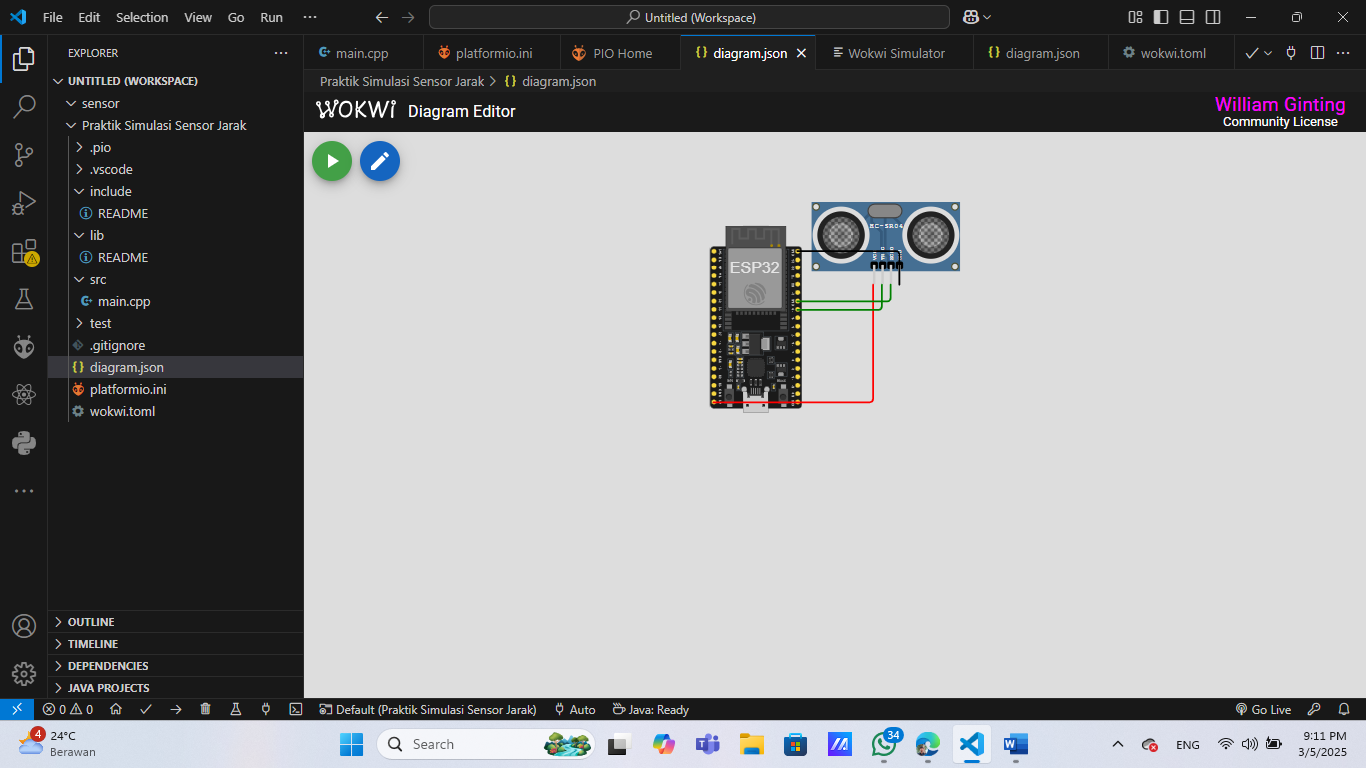 File Edit Selection View Go Run ··· Untitled (Workspace)
EXPLORER ···
main.cpp platformio.ini PIO Home diagram.json Wokwi Simulator diagram.json wokwi.toml ···
UNTITLED (WORKSPACE)
sensor
Praktik Simulasi Sensor Jarak
.pio
.vscode
include
README
lib
README
src
main.cpp
test
.gitignore
diagram.json
platformio.ini
wokwi.toml
OUTLINE
TIMELINE
DEPENDENCIES
JAVA PROJECTS
Praktik Simulasi Sensor Jarak > diagram.json
WOKWI Diagram Editor
William Ginting
Community License
HC-SR04
ESP32
0 0 Default (Praktik Simulasi Sensor Jarak) Auto Java: Ready Go Live
4 24°C
Berawan
Search
34
ENG
9:11 PM
3/5/2025